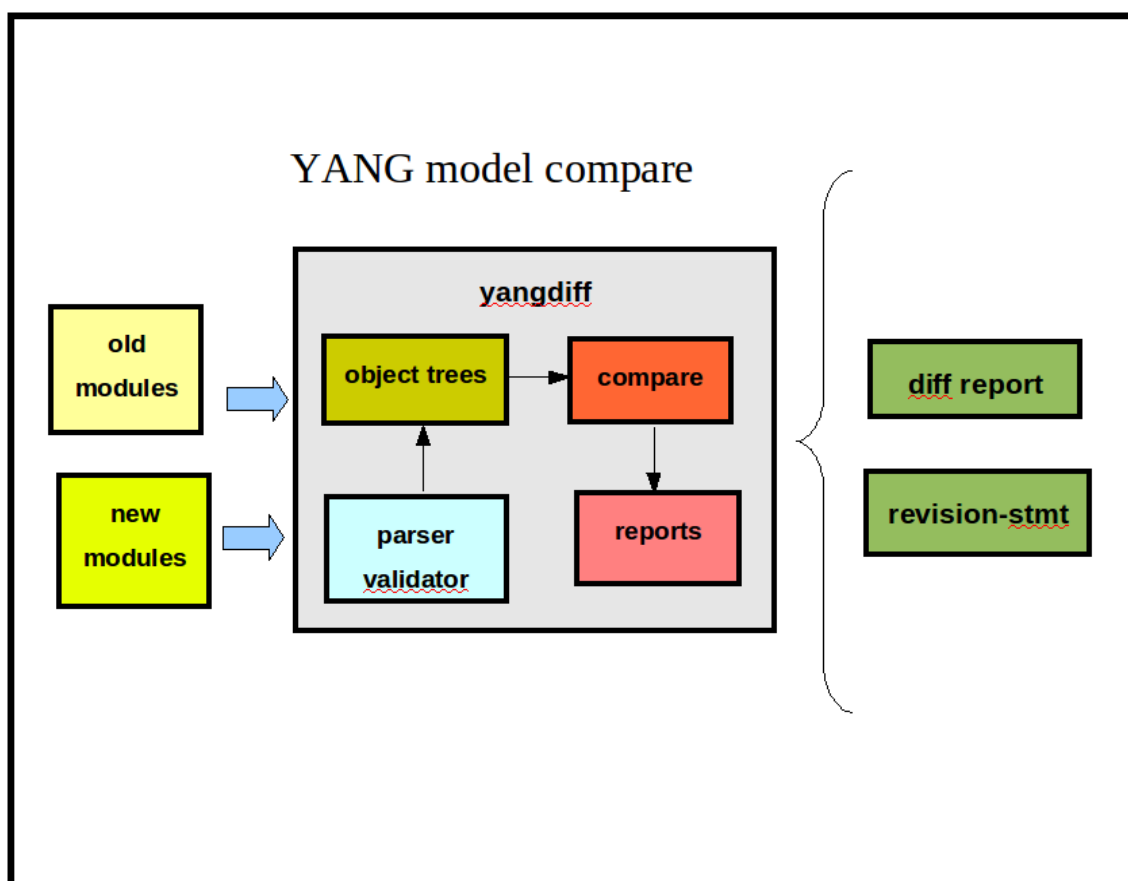 YANG model compare
yangdiff
old
modules
object trees
compare
diff report
new
modules
parser
validator
reports
revision-stmt